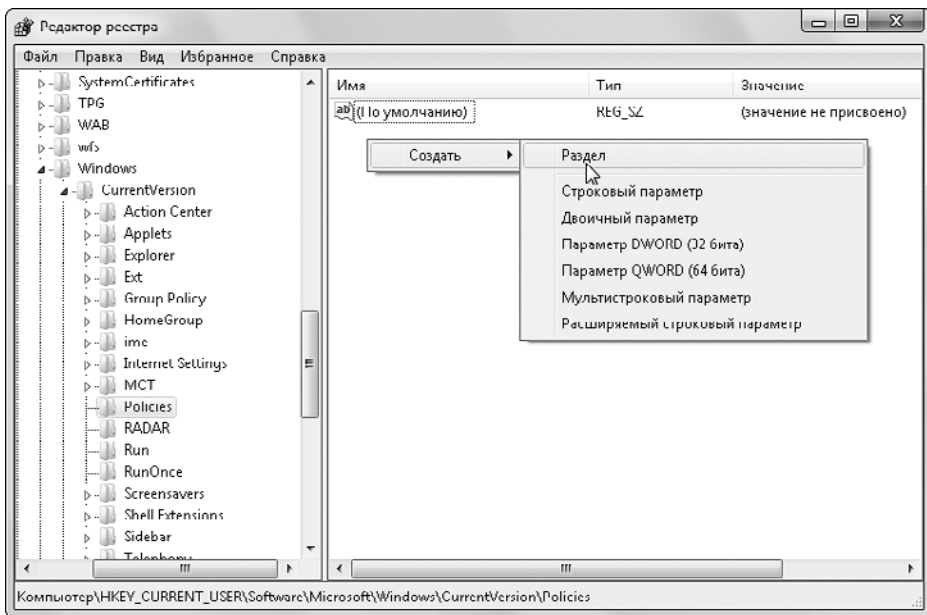 Редактор реестра
Файл Правка Вид Избранное Справка
SystemCertificates
TPG
WAB
wfs
Windows
CurrentVersion
Action Center
Applets
Explorer
Ext
Group Policy
HomeGroup
ime
Internet Settings
MCT
Policies
RADAR
Run
RunOnce
Screensavers
Shell Extensions
Sidebar
Telephony
Имя Тип Значение
ab (По умолчанию) REG_SZ (значение не присвоено)
Создать
Раздел
Строковый параметр
Двоичный параметр
Параметр DWORD (32 бита)
Параметр QWORD (64 бита)
Мультистроковый параметр
Расширяемый строковый параметр
Компьютер\HKEY_CURRENT_USER\Software\Microsoft\Windows\CurrentVersion\Policies